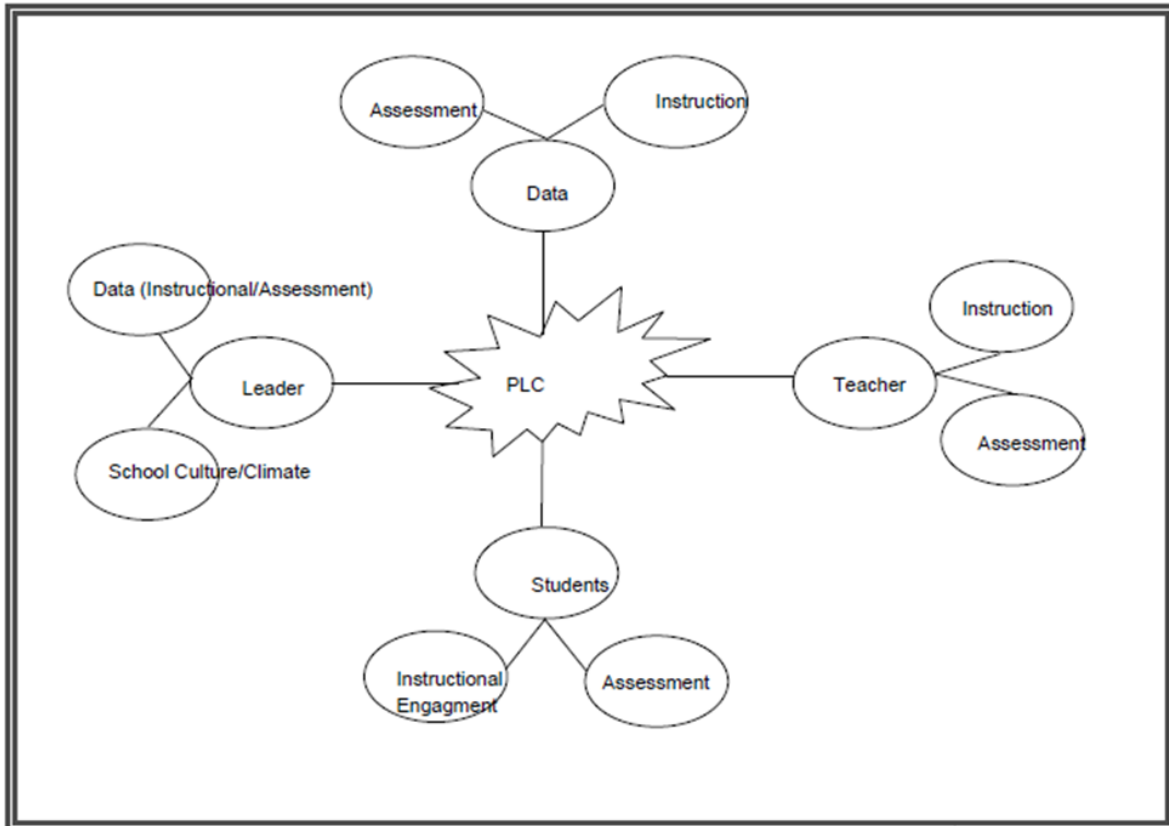 Assessment
Instruction
Data
Data (Instructional/Assessment)
Instruction
Leader
PLC
Teacher
School Culture/Climate
Assessment
Students
Instructional
Engagment
Assessment